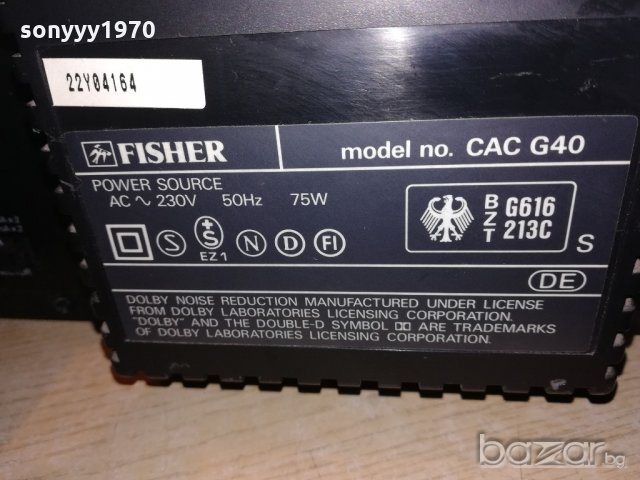 sonyyy1970
22Y04164
FISHER
model no. CAC G40
POWER SOURCE
AC ~ 230V 50Hz 75W
S
+S
EZ1
N
D
FI
BZT
G616
213C
S
DE
DOLBY NOISE REDUCTION MANUFACTURED UNDER LICENSE
FROM DOLBY LABORATORIES LICENSING CORPORATION.
"DOLBY" AND THE DOUBLE-D SYMBOL ARE TRADEMARKS
OF DOLBY LABORATORIES LICENSING CORPORATION.
bazar.bg